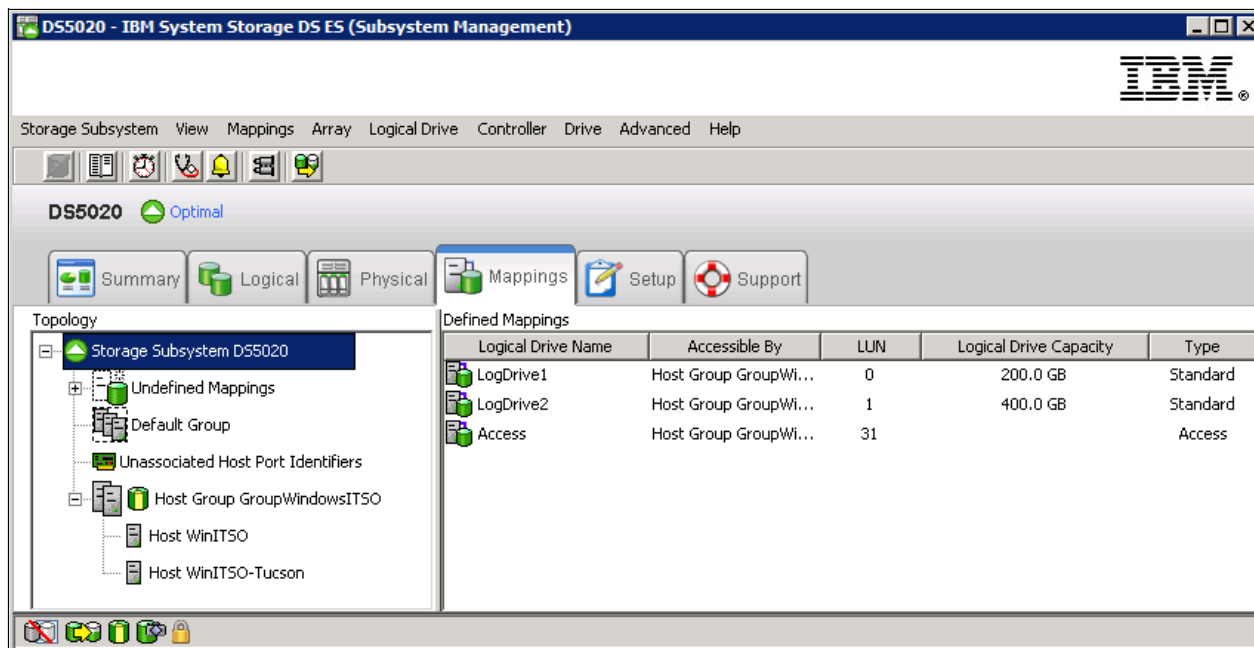 DS5020 - IBM System Storage DS ES (Subsystem Management)
IBM®
Storage Subsystem View Mappings Array Logical Drive Controller Drive Advanced Help
DS5020 Optimal
Summary Logical Physical Mappings Setup Support
Topology
Storage Subsystem DS5020
Undefined Mappings
Default Group
Unassociated Host Port Identifiers
Host Group GroupWindowsITSO
Host WinITSO
Host WinITSO-Tucson
Defined Mappings
Logical Drive Name Accessible By LUN Logical Drive Capacity Type
LogDrive1 Host Group GroupWi... 0 200.0 GB Standard
LogDrive2 Host Group GroupWi... 1 400.0 GB Standard
Access Host Group GroupWi... 31 Access